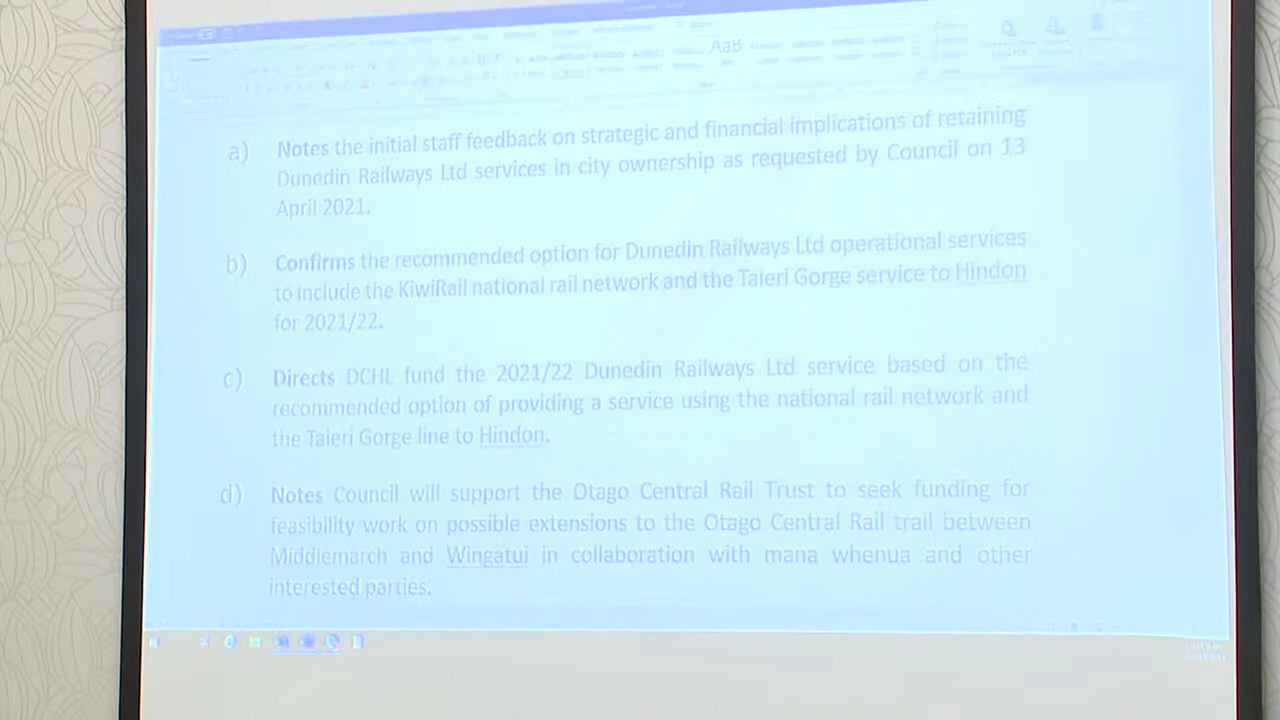 AaB
a) Notes the initial staff feedback on strategic and financial implications of retaining
Dunedin Railways Ltd services in city ownership as requested by Council on 13
April 2021.
b) Confirms the recommended option for Dunedin Railways Ltd operational services
to include the KiwiRail national rail network and the Taieri Gorge service to Hindon
for 2021/22.
c) Directs DCHL fund the 2021/22 Dunedin Railways Ltd service based on the
recommended option of providing a service using the national rail network and
the Taieri Gorge line to Hindon.
d) Notes Council will support the Otago Central Rail Trust to seek funding for
feasibility work on possible extensions to the Otago Central Rail trail between
Middlemarch and Wingatui in collaboration with mana whenua and other
interested parties.